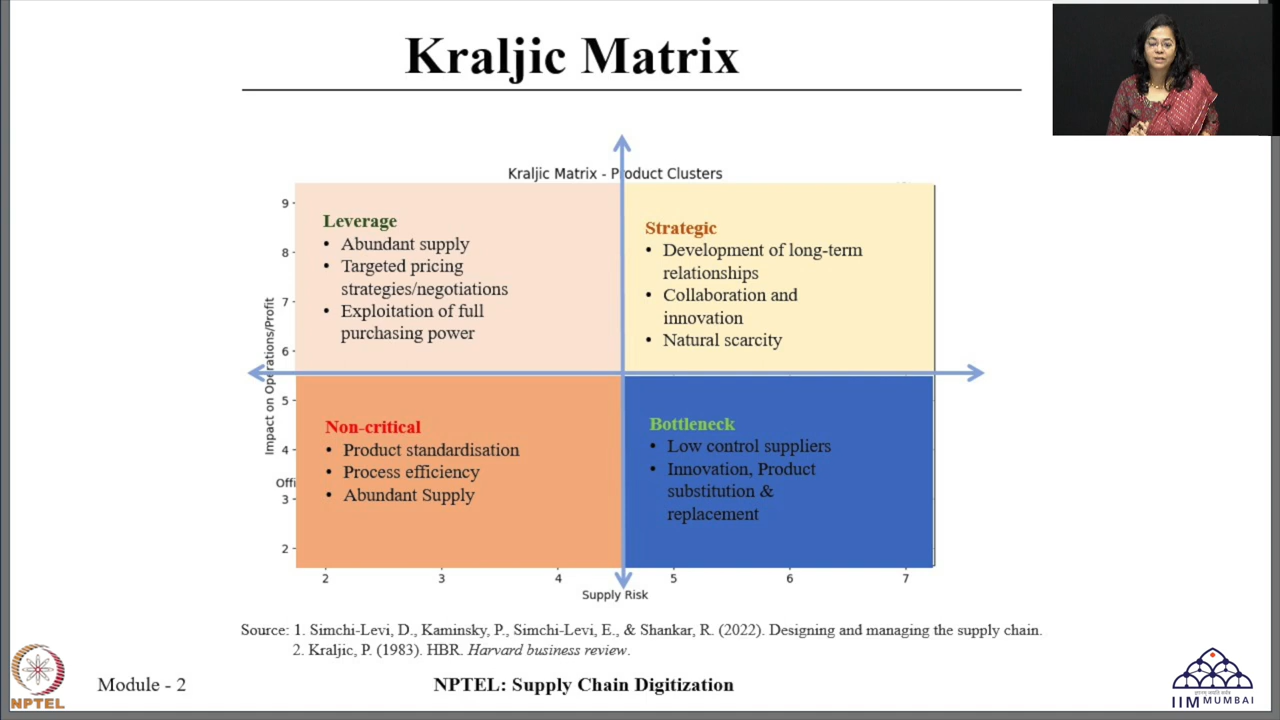 Kraljic Matrix
Kraljic Matrix - Product Clusters
Impact on Operations/Profit
9
8
7
6
5
4
3
2
Offi
Leverage
• Abundant supply
• Targeted pricing
strategies/negotiations
• Exploitation of full
purchasing power
Strategic
• Development of long-term
relationships
• Collaboration and
innovation
• Natural scarcity
Non-critical
• Product standardisation
• Process efficiency
• Abundant Supply
Bottleneck
• Low control suppliers
• Innovation, Product
substitution &
replacement
2 3 4 5 6 7
Supply Risk
Source: 1. Simchi-Levi, D., Kaminsky, P., Simchi-Levi, E., & Shankar, R. (2022). Designing and managing the supply chain.
2. Kraljic, P. (1983). HBR. Harvard business review.
NPTEL
Module - 2
NPTEL: Supply Chain Digitization
IIM MUMBAI